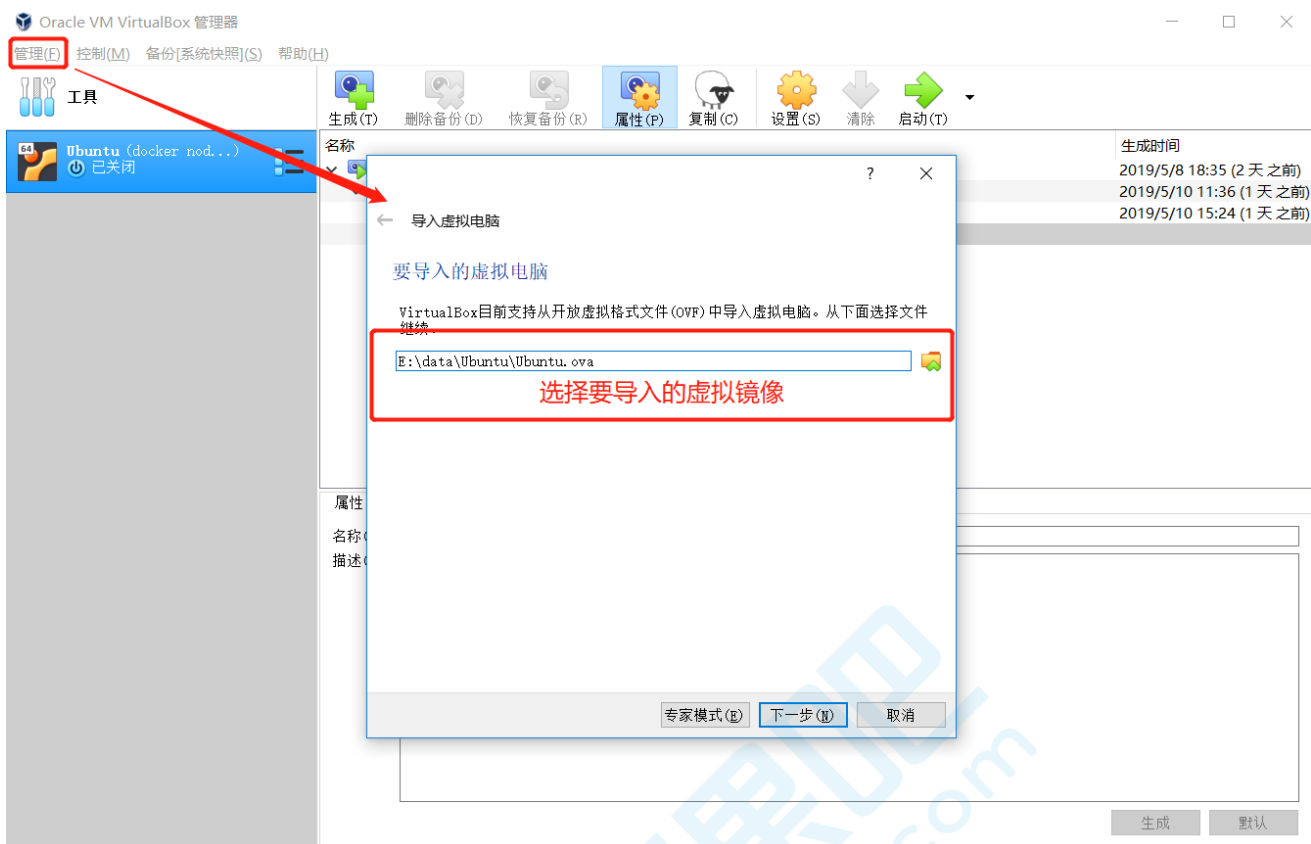 Oracle VM VirtualBox 管理器
管理(F) 控制(M) 备份[系统快照](S) 帮助(H)
工具
生成(T) 删除备份(D) 恢复备份(R) 属性(P) 复制(C) 设置(S) 清除 启动(T)
64
Ubuntu (docker nod...)
已关闭
名称 生成时间
2019/5/8 18:35 (2 天 之前)
2019/5/10 11:36 (1 天 之前)
2019/5/10 15:24 (1 天 之前)
?
导入虚拟电脑
要导入的虚拟电脑
VirtualBox目前支持从开放虚拟格式文件(OVF)中导入虚拟电脑。从下面选择文件
继续.
E:\data\Ubuntu\Ubuntu.ova
选择要导入的虚拟镜像
属性
名称(
描述(
专家模式(E) 下一步(N) 取消
生成 默认